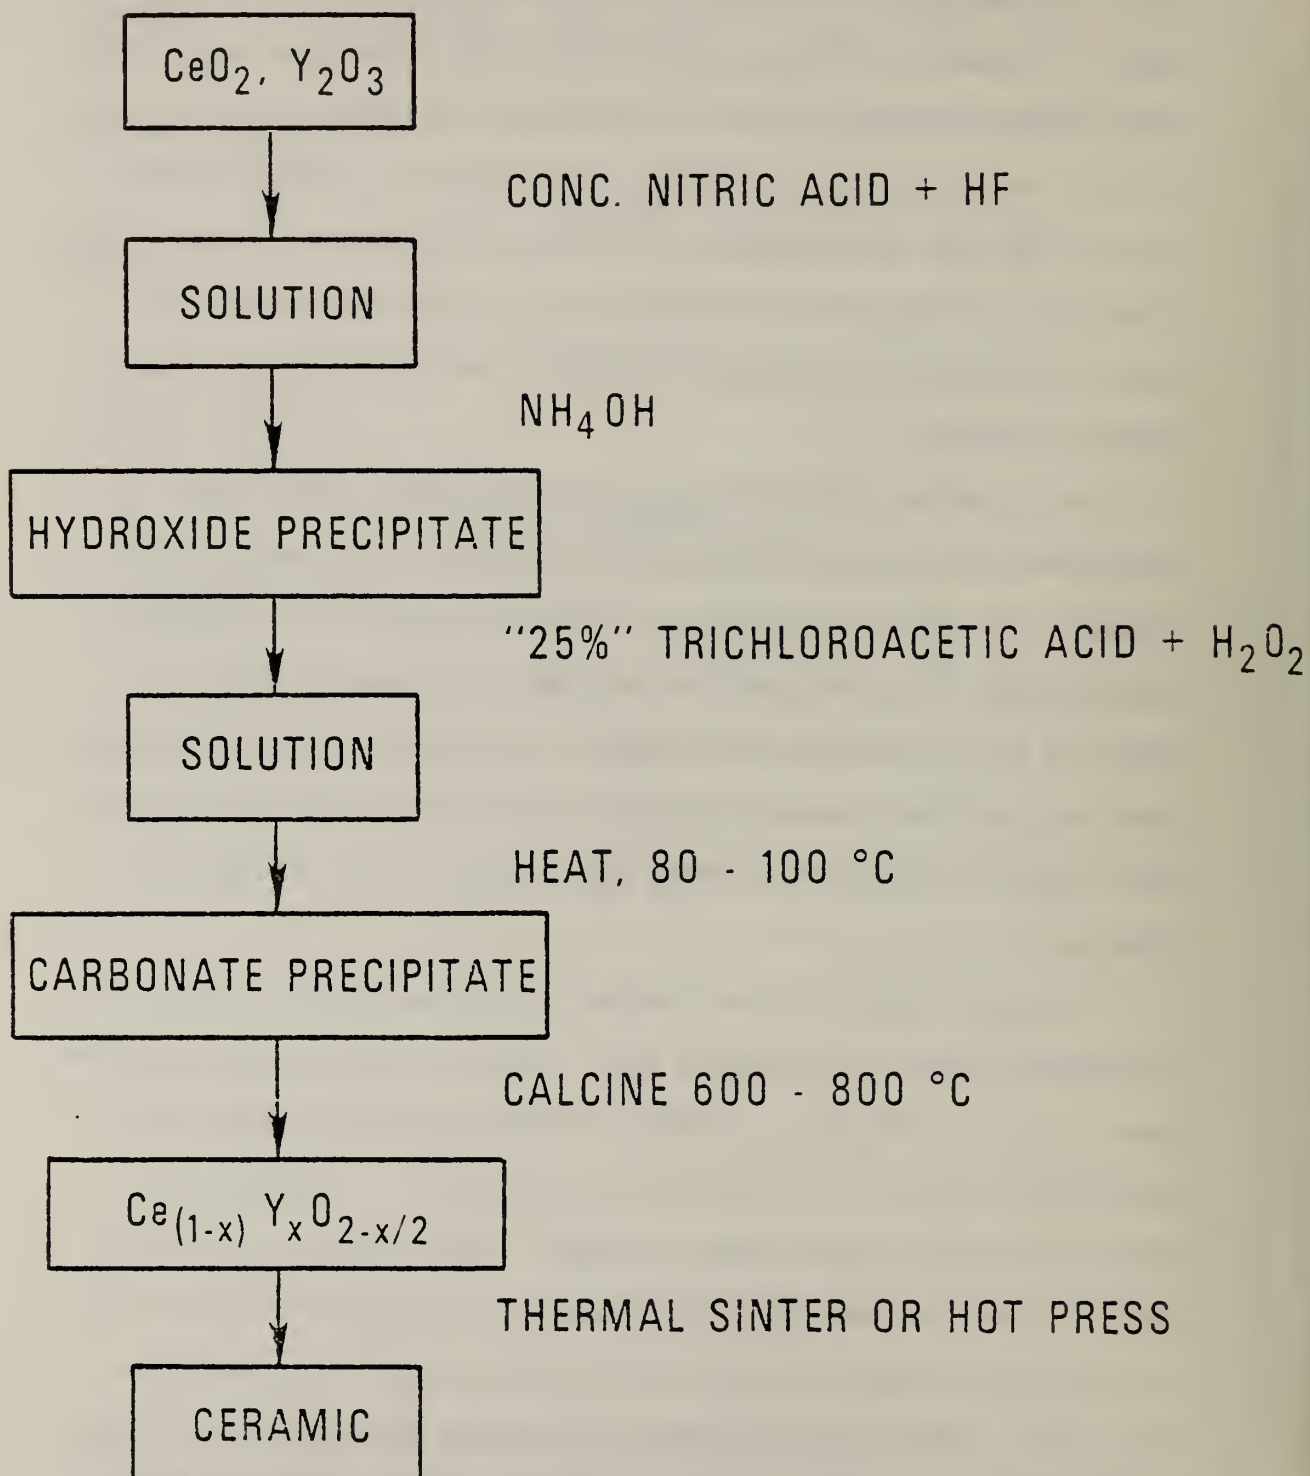 CeO₂, Y₂O₃
CONC. NITRIC ACID + HF
SOLUTION
NH₄OH
HYDROXIDE PRECIPITATE
"25%" TRICHLOROACETIC ACID + H₂O₂
SOLUTION
HEAT, 80 - 100 °C
CARBONATE PRECIPITATE
CALCINE 600 - 800 °C
Ce₍₁₋ₓ₎ YₓO₂₋ₓ/₂
THERMAL SINTER OR HOT PRESS
CERAMIC